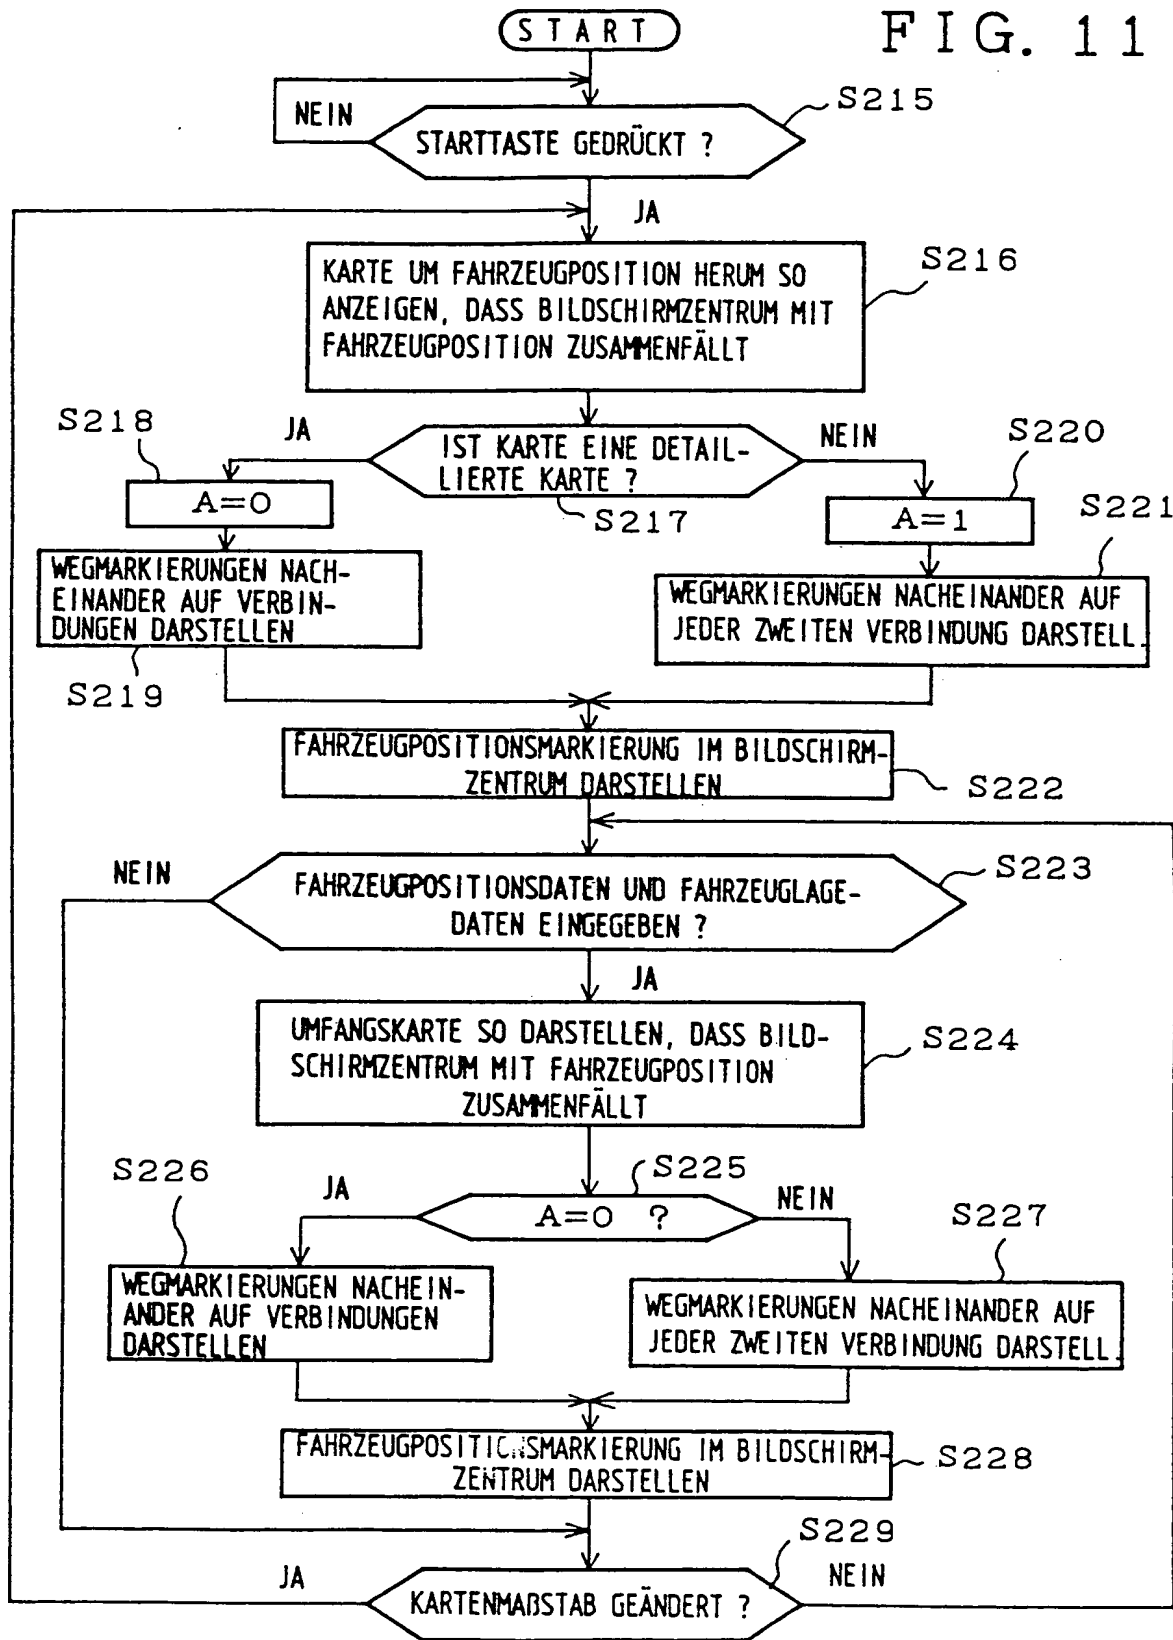 START
FIG. 11
NEIN
S215
STARTTASTE GEDRÜCKT ?
JA
S216
KARTE UM FAHRZEUGPOSITION HERUM SO
ANZEIGEN, DASS BILDSCHIRMZENTRUM MIT
FAHRZEUGPOSITION ZUSAMMENFÄLLT
S218
JA
IST KARTE EINE DETAIL-
LIERTE KARTE ?
NEIN
S220
A=0
S217
A=1
S221
WEGMARKIERUNGEN NACH-
EINANDER AUF VERBIN-
DUNGEN DARSTELLEN
WEGMARKIERUNGEN NACHEINANDER AUF
JEDER ZWEITEN VERBINDUNG DARSTELL.
S219
FAHRZEUGPOSITIONSMARKIERUNG IM BILDSCHIRM-
ZENTRUM DARSTELLEN
S222
NEIN
S223
FAHRZEUGPOSITIONSDATEN UND FAHRZEUGLAGE-
DATEN EINGEGEBEN ?
JA
UMFANGSKARTE SO DARSTELLEN, DASS BILD-
SCHIRMZENTRUM MIT FAHRZEUGPOSITION
ZUSAMMENFÄLLT
S224
S226
JA
S225
A=0 ?
NEIN
S227
WEGMARKIERUNGEN NACHEIN-
ANDER AUF VERBINDUNGEN
DARSTELLEN
WEGMARKIERUNGEN NACHEINANDER AUF
JEDER ZWEITEN VERBINDUNG DARSTELL.
FAHRZEUGPOSITIONSMARKIERUNG IM BILDSCHIRM-
ZENTRUM DARSTELLEN
S228
S229
JA
KARTENMAßSTAB GEÄNDERT ?
NEIN